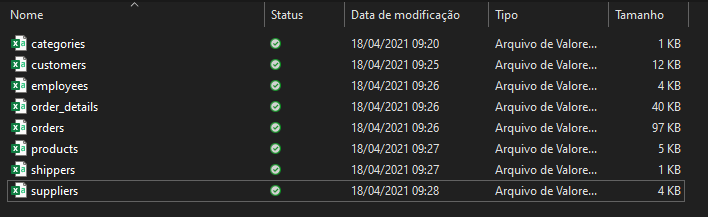 Nome Status Data de modificação Tipo Tamanho
categories 18/04/2021 09:20 Arquivo de Valore... 1 KB
customers 18/04/2021 09:25 Arquivo de Valore... 12 KB
employees 18/04/2021 09:26 Arquivo de Valore... 4 KB
order_details 18/04/2021 09:26 Arquivo de Valore... 40 KB
orders 18/04/2021 09:26 Arquivo de Valore... 97 KB
products 18/04/2021 09:27 Arquivo de Valore... 5 KB
shippers 18/04/2021 09:27 Arquivo de Valore... 1 KB
suppliers 18/04/2021 09:28 Arquivo de Valore... 4 KB